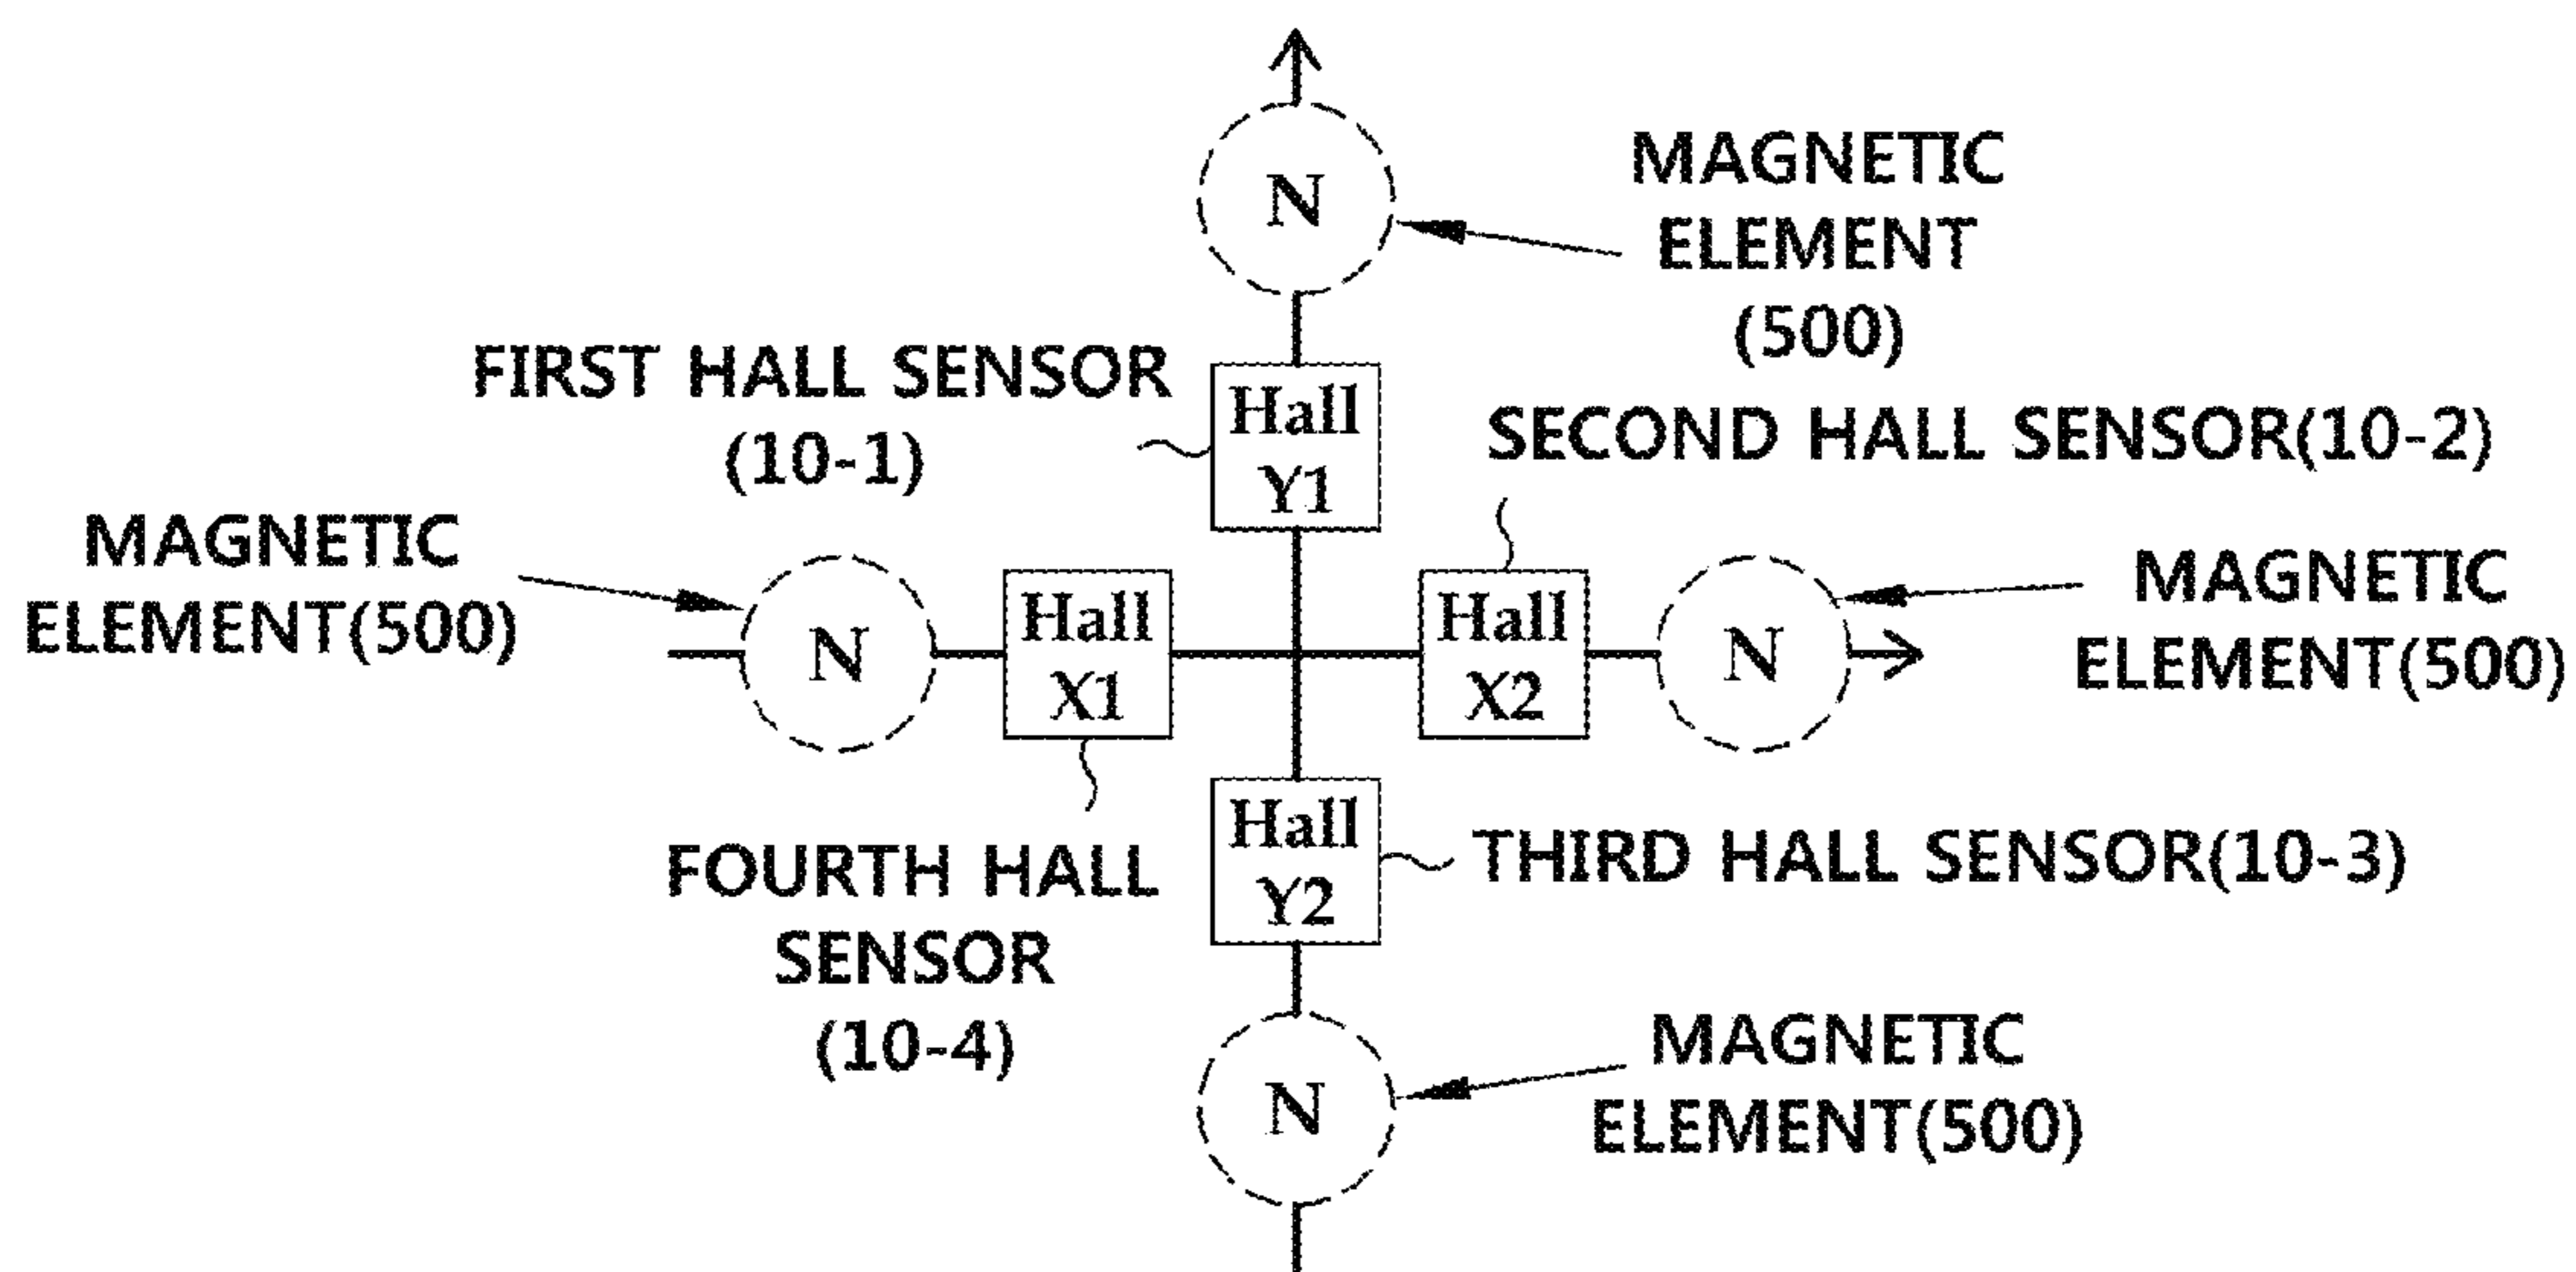 N
MAGNETIC
ELEMENT
(500)
FIRST HALL SENSOR
(10-1)
Hall
Y1
SECOND HALL SENSOR(10-2)
MAGNETIC
ELEMENT(500)
N
Hall
X1
Hall
X2
N
MAGNETIC
ELEMENT(500)
FOURTH HALL
SENSOR
(10-4)
Hall
Y2
THIRD HALL SENSOR(10-3)
N
MAGNETIC
ELEMENT(500)